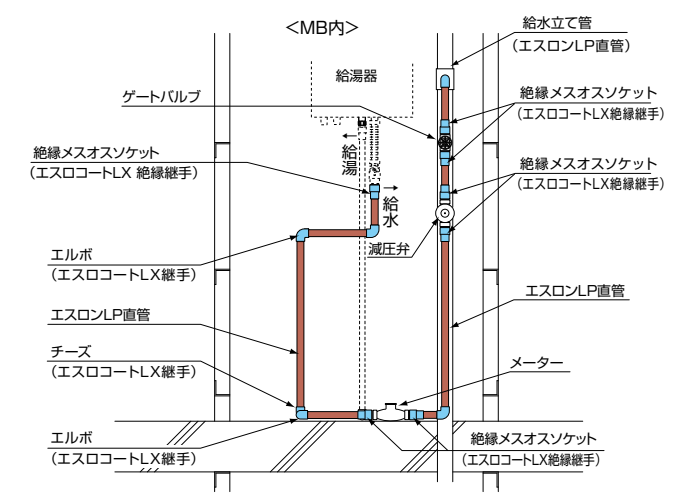 ＜MB内＞
給水立て管
（エスロンLP直管）
給湯器
ゲートバルブ
絶縁メスオスソケット
（エスロコートLX絶縁継手）
絶縁メスオスソケット
（エスロコートLX 絶縁継手）
給湯
絶縁メスオスソケット
（エスロコートLX絶縁継手）
給水
減圧弁
エルボ
（エスロコートLX継手）
エスロンLP直管
エスロンLP直管
チーズ
（エスロコートLX継手）
メーター
エルボ
（エスロコートLX継手）
絶縁メスオスソケット
（エスロコートLX絶縁継手）